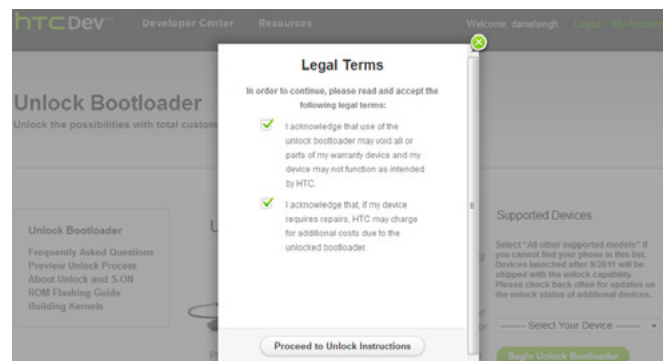 hTCDev
Developer Center Resources
Welcome, danielsingh Logout My Account
Legal Terms
In order to continue, please read and accept the
following legal terms:
Unlock Bootloader
Unlock the possibilities with total custom
I acknowledge that use of the
unlock bootloader may void all or
parts of my warranty device and my
device may not function as intended
by HTC.
I acknowledge that, if my device
requires repairs, HTC may charge
for additional costs due to the
unlocked bootloader.
Unlock Bootloader
Frequently Asked Questions
Preview Unlock Process
About Unlock and S-ON
ROM Flashing Guide
Building Kernels
Supported Devices
Select "All other supported models" if
you cannot find your phone in this list.
Devices launched after 9/2011 will be
shipped with the unlock capability.
Please check back often for updates on
the unlock status of additional devices.
----- Select Your Device -----
Begin Unlock Bootloader
Proceed to Unlock Instructions